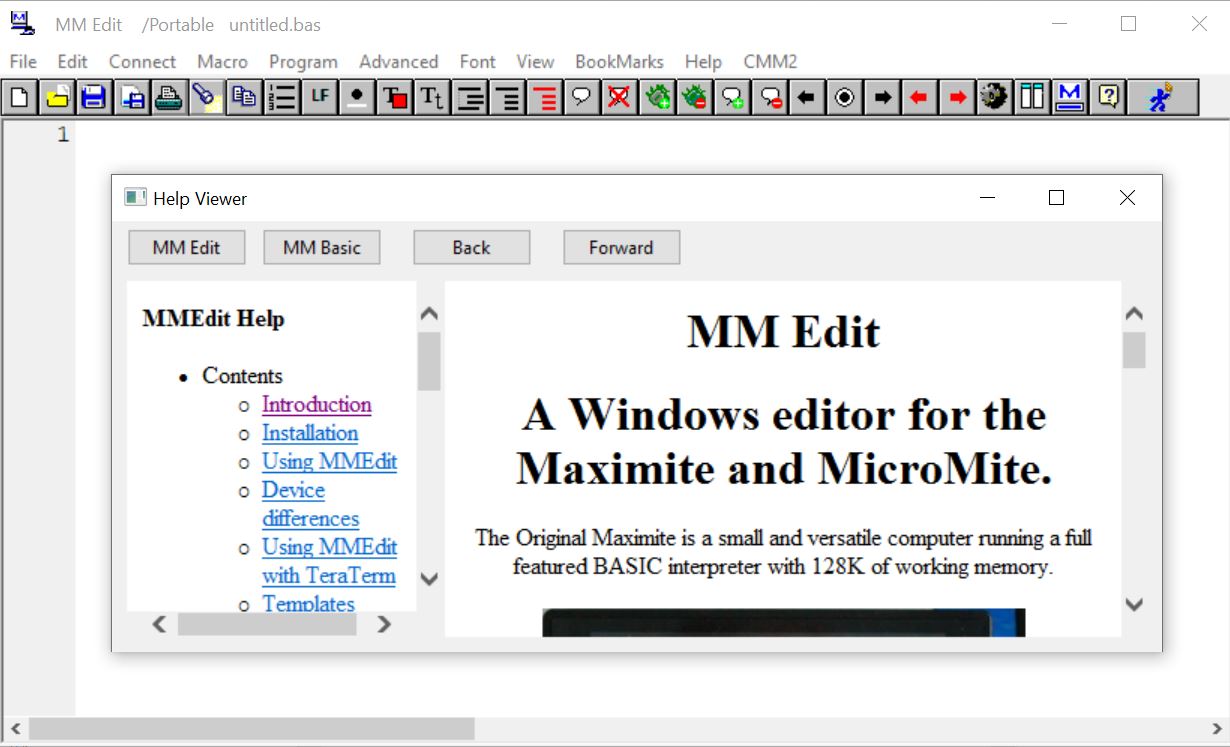 MM Edit /Portable untitled.bas
File Edit Connect Macro Program Advanced Font View BookMarks Help CMM2
LF T Tt M ?
1
Help Viewer
MM Edit MM Basic Back Forward
MMEdit Help
Contents
Introduction
Installation
Using MMEdit
Device
differences
Using MMEdit
with TeraTerm
Templates
MM Edit
A Windows editor for the
Maximite and MicroMite.
The Original Maximite is a small and versatile computer running a full
featured BASIC interpreter with 128K of working memory.